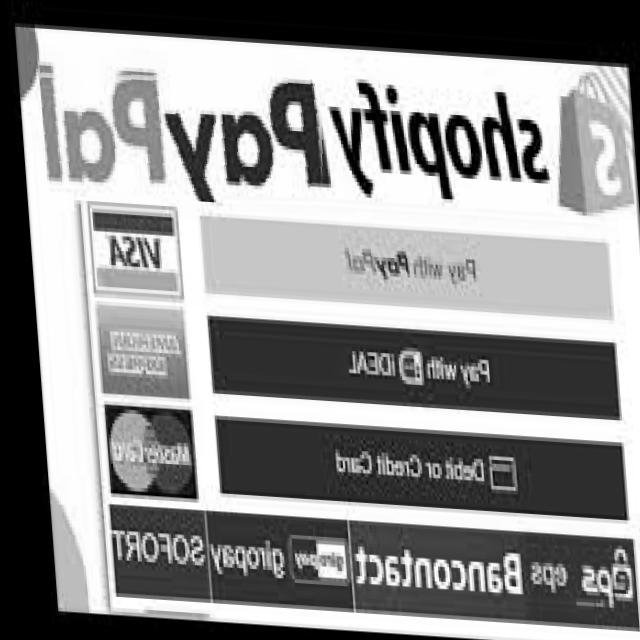 shopify PayPal
VISA
Pay with PayPal
AMERICAN
EXPRESS
Pay with iDEAL
MasterCard
Debit or Credit Card
eps eps Bancontact giropay giropay SOFORT